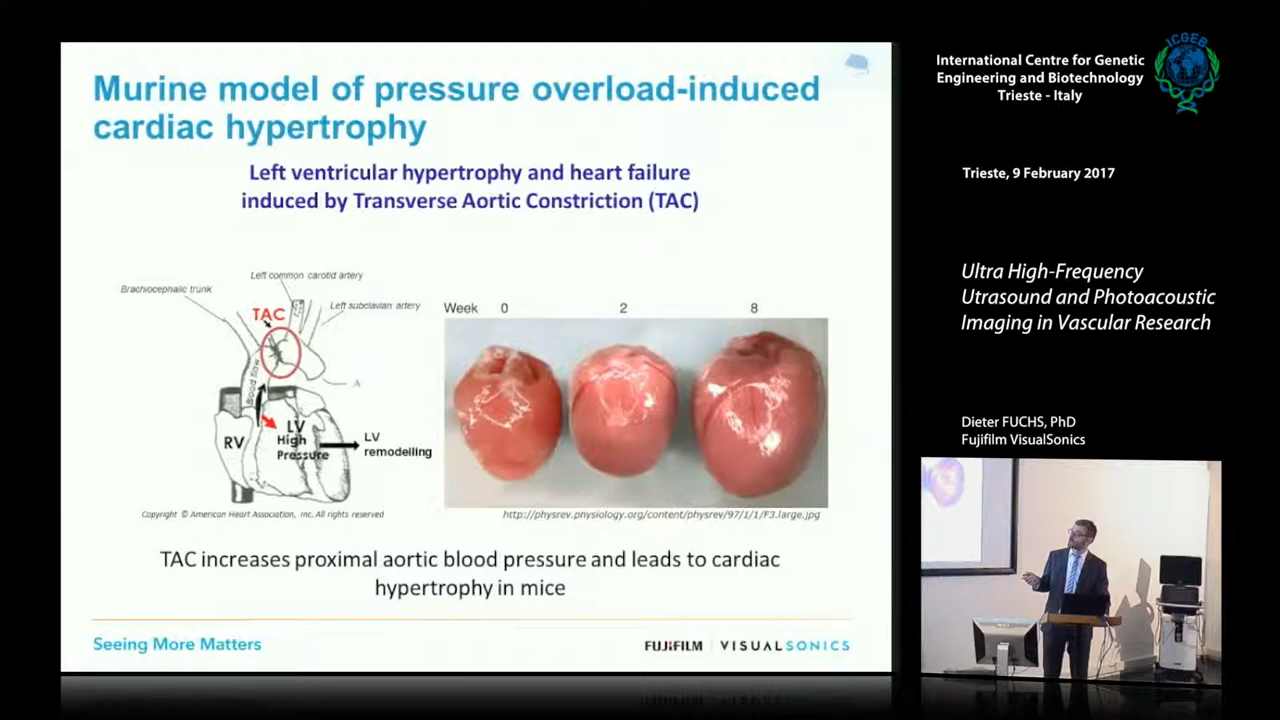 Murine model of pressure overload-induced
cardiac hypertrophy
Left ventricular hypertrophy and heart failure
induced by Transverse Aortic Constriction (TAC)
Left common carotid artery
Brachiocephalic trunk
Left subclavian artery
TAC
Blood flow
A
RV
LV
High
Pressure
LV
remodelling
Copyright © American Heart Association, Inc. All rights reserved
Week 0 2 8
http://physrev.physiology.org/content/physrev/97/1/1/F3.large.jpg
TAC increases proximal aortic blood pressure and leads to cardiac
hypertrophy in mice
Seeing More Matters
FUJIFILM | VISUALSONICS
International Centre for Genetic
Engineering and Biotechnology
Trieste - Italy
ICGEB
Trieste, 9 February 2017
Ultra High-Frequency
Utrasound and Photoacoustic
Imaging in Vascular Research
Dieter FUCHS, PhD
Fujifilm VisualSonics